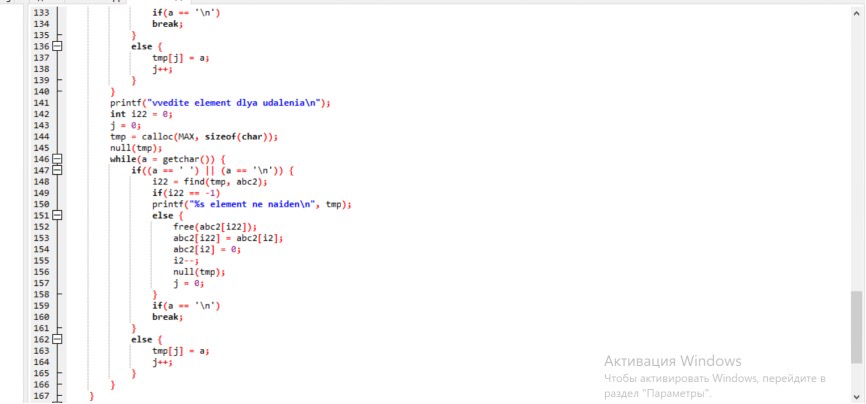 133 if(a == '\n')
134 break;
135 }
136 else {
137 tmp[j] = a;
138 j++;
139 }
140 }
141 printf("vvedite element dlya udalenia\n");
142 int i22 = 0;
143 j = 0;
144 tmp = calloc(MAX, sizeof(char));
145 null(tmp);
146 while(a = getchar()) {
147 if((a == ' ') || (a == '\n')) {
148 i22 = find(tmp, abc2);
149 if(i22 == -1)
150 printf("%s element ne naiden\n", tmp);
151 else {
152 free(abc2[i22]);
153 abc2[i22] = abc2[i2];
154 abc2[i2] = 0;
155 i2--;
156 null(tmp);
157 j = 0;
158 }
159 if(a == '\n')
160 break;
161 }
162 else {
163 tmp[j] = a;
164 j++;
165 }
166 }
167 }
Активация Windows
Чтобы активировать Windows, перейдите в
раздел "Параметры".